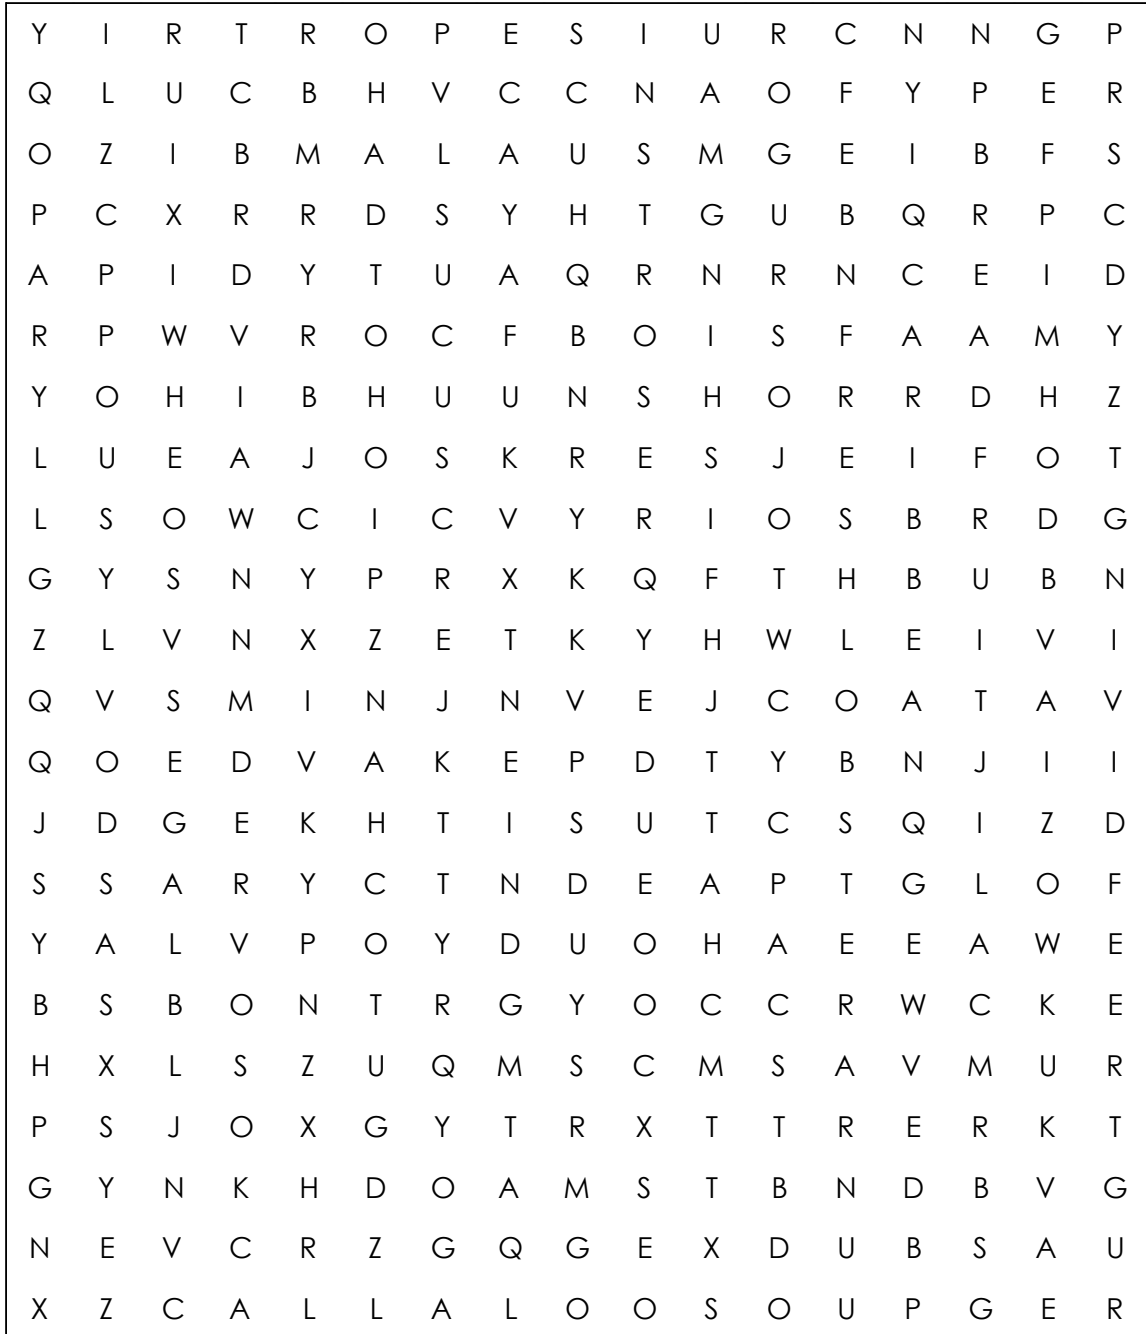 Y I R T R O P E S I U R C N N G P
Q L U C B H V C C N A O F Y P E R
O Z I B M A L A U S M G E I B F S
P C X R R D S Y H T G U B Q R P C
A P I D Y T U A Q R N R N C E I D
R P W V R O C F B O I S F A A M Y
Y O H I B H U U N S H O R R D H Z
L U E A J O S K R E S J E I F O T
L S O W C I C V Y R I O S B R D G
G Y S N Y P R X K Q F T H B U B N
Z L V N X Z E T K Y H W L E I V I
Q V S M I N J N V E J C O A T A V
Q O E D V A K E P D T Y B N J I I
J D G E K H T I S U T C S Q I Z D
S S A R Y C T N D E A P T G L O F
Y A L V P O Y D U O H A E E A W E
B S B O N T R G Y O C C R W C K E
H X L S Z U Q M S C M S A V M U R
P S J O X G Y T R X T T R E R K T
G Y N K H D O A M S T B N D B V G
N E V C R Z G Q G E X D U B S A U
X Z C A L L A L O O S O U P G E R